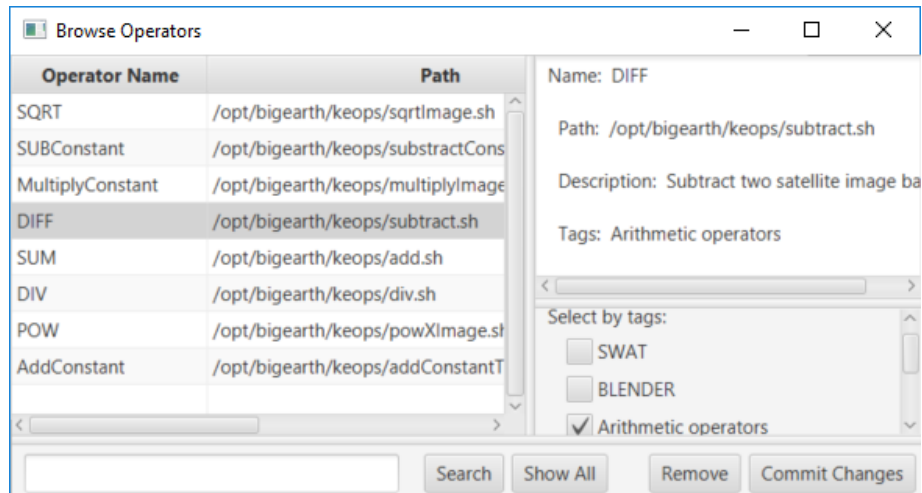 Browse Operators
Operator Name Path
SQRT /opt/bigearth/keops/sqrtImage.sh
SUBConstant /opt/bigearth/keops/substractCons
MultiplyConstant /opt/bigearth/keops/multiplyImage
DIFF /opt/bigearth/keops/subtract.sh
SUM /opt/bigearth/keops/add.sh
DIV /opt/bigearth/keops/div.sh
POW /opt/bigearth/keops/powXImage.sh
AddConstant /opt/bigearth/keops/addConstantT
Name: DIFF
Path: /opt/bigearth/keops/subtract.sh
Description: Subtract two satellite image ba
Tags: Arithmetic operators
Select by tags:
SWAT
BLENDER
Arithmetic operators
Search Show All Remove Commit Changes